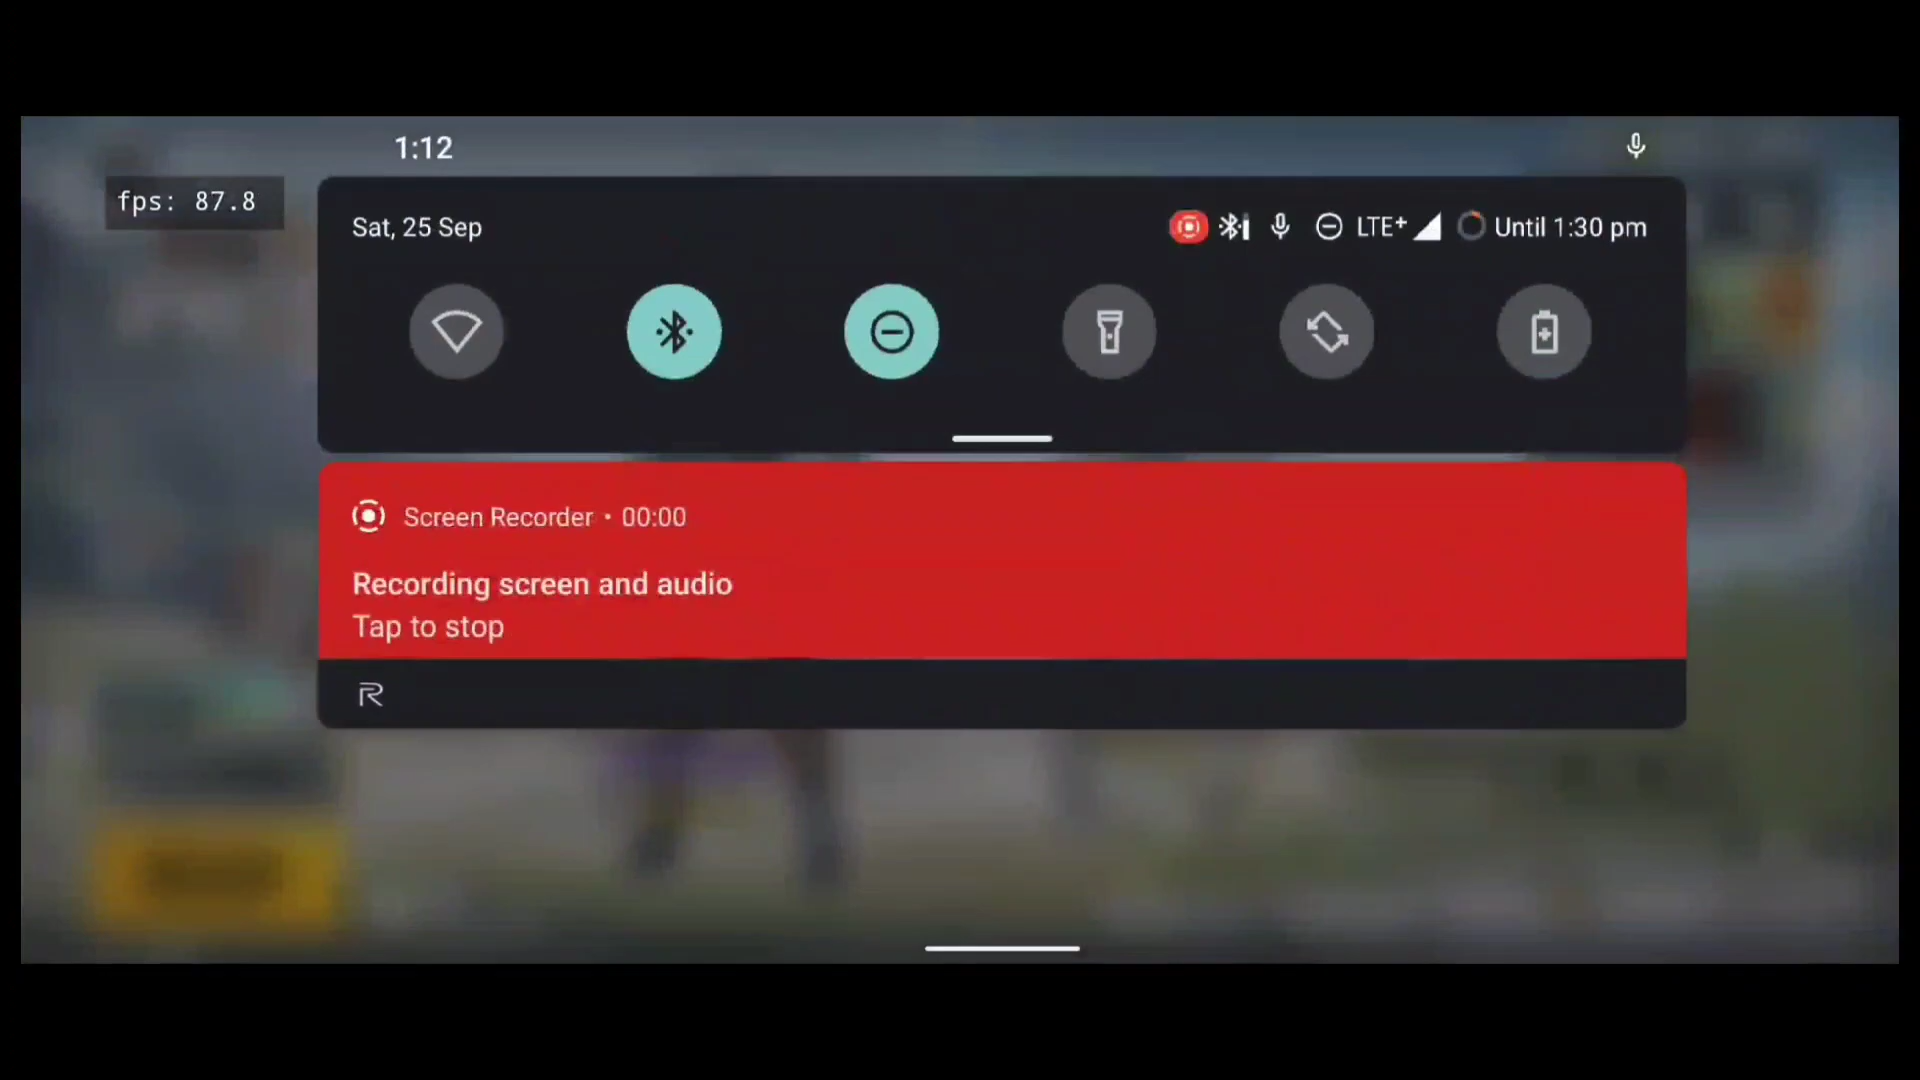 1:12
fps: 87.8
Sat, 25 Sep
LTE+
Until 1:30 pm
Screen Recorder • 00:00
Recording screen and audio
Tap to stop